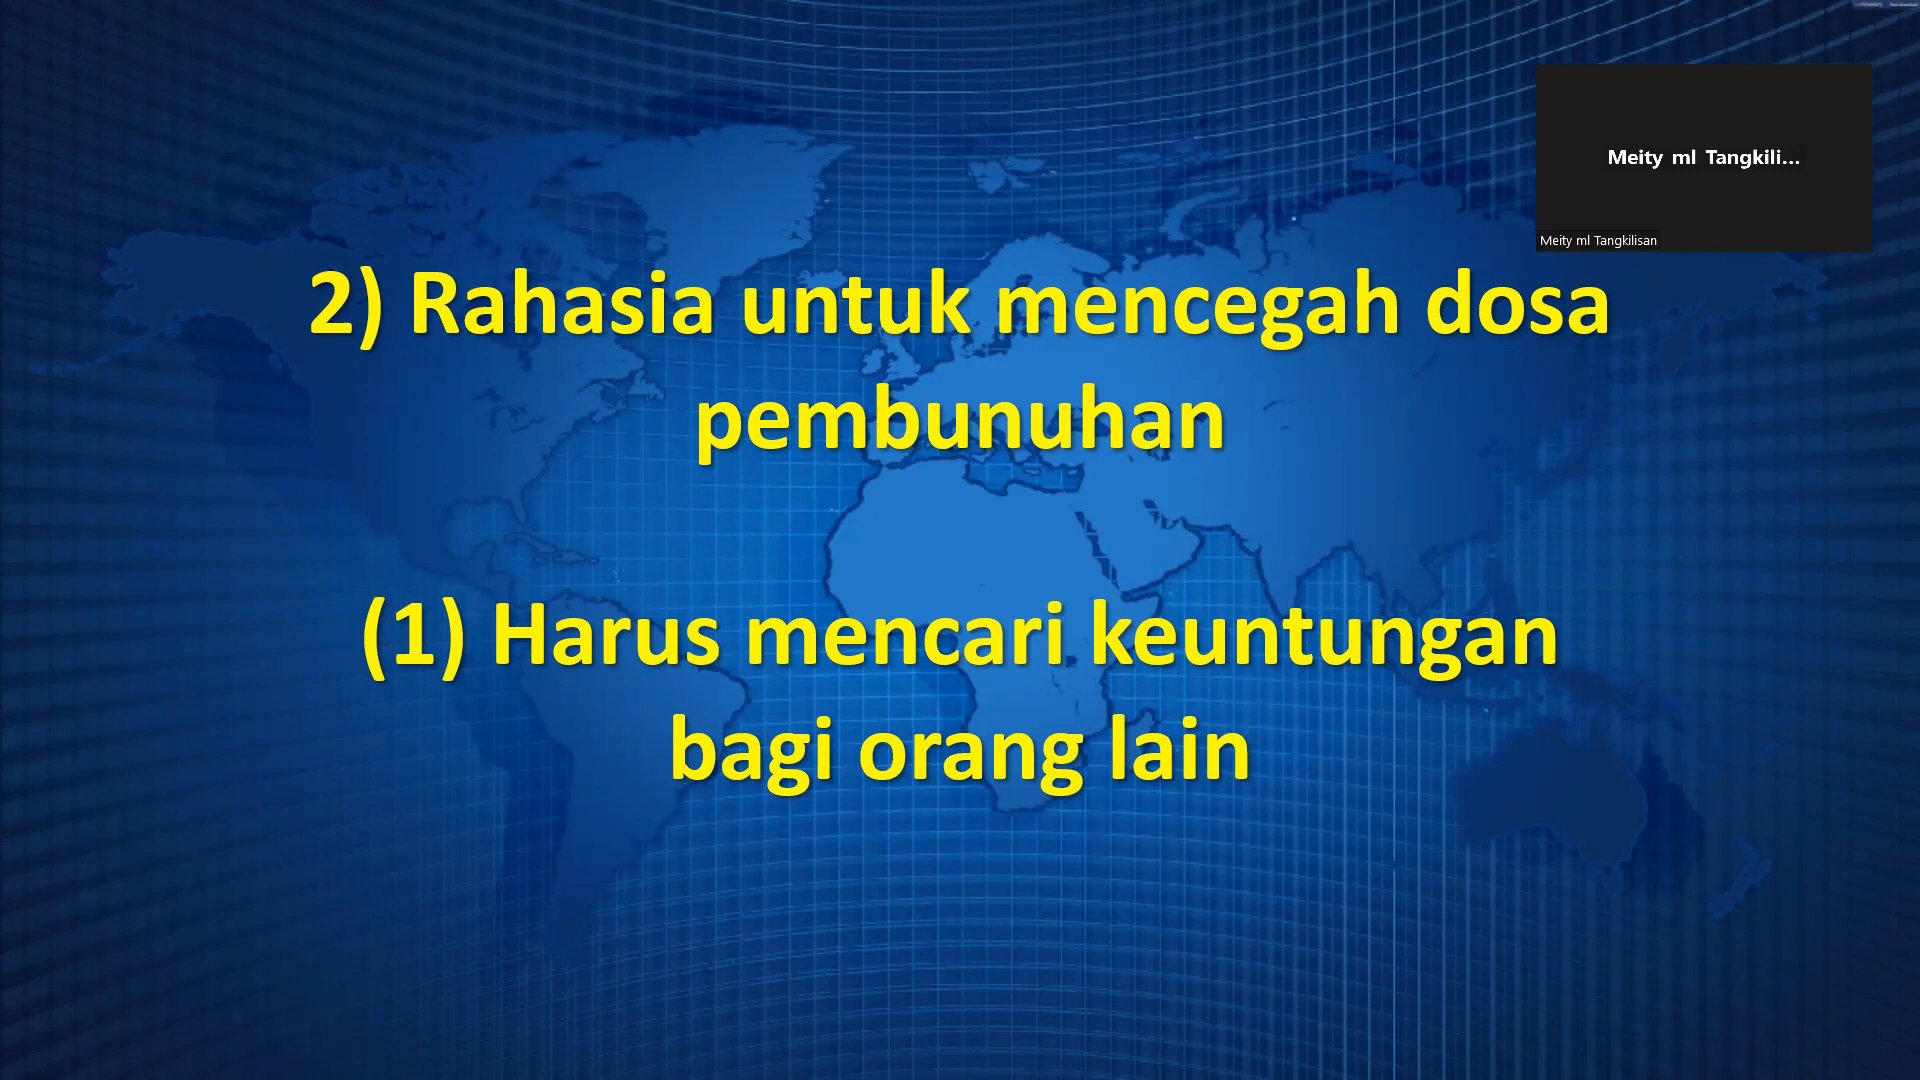 Meity ml Tangkili...
Meity ml Tangkilisan
2) Rahasia untuk mencegah dosa
pembunuhan
(1) Harus mencari keuntungan
bagi orang lain